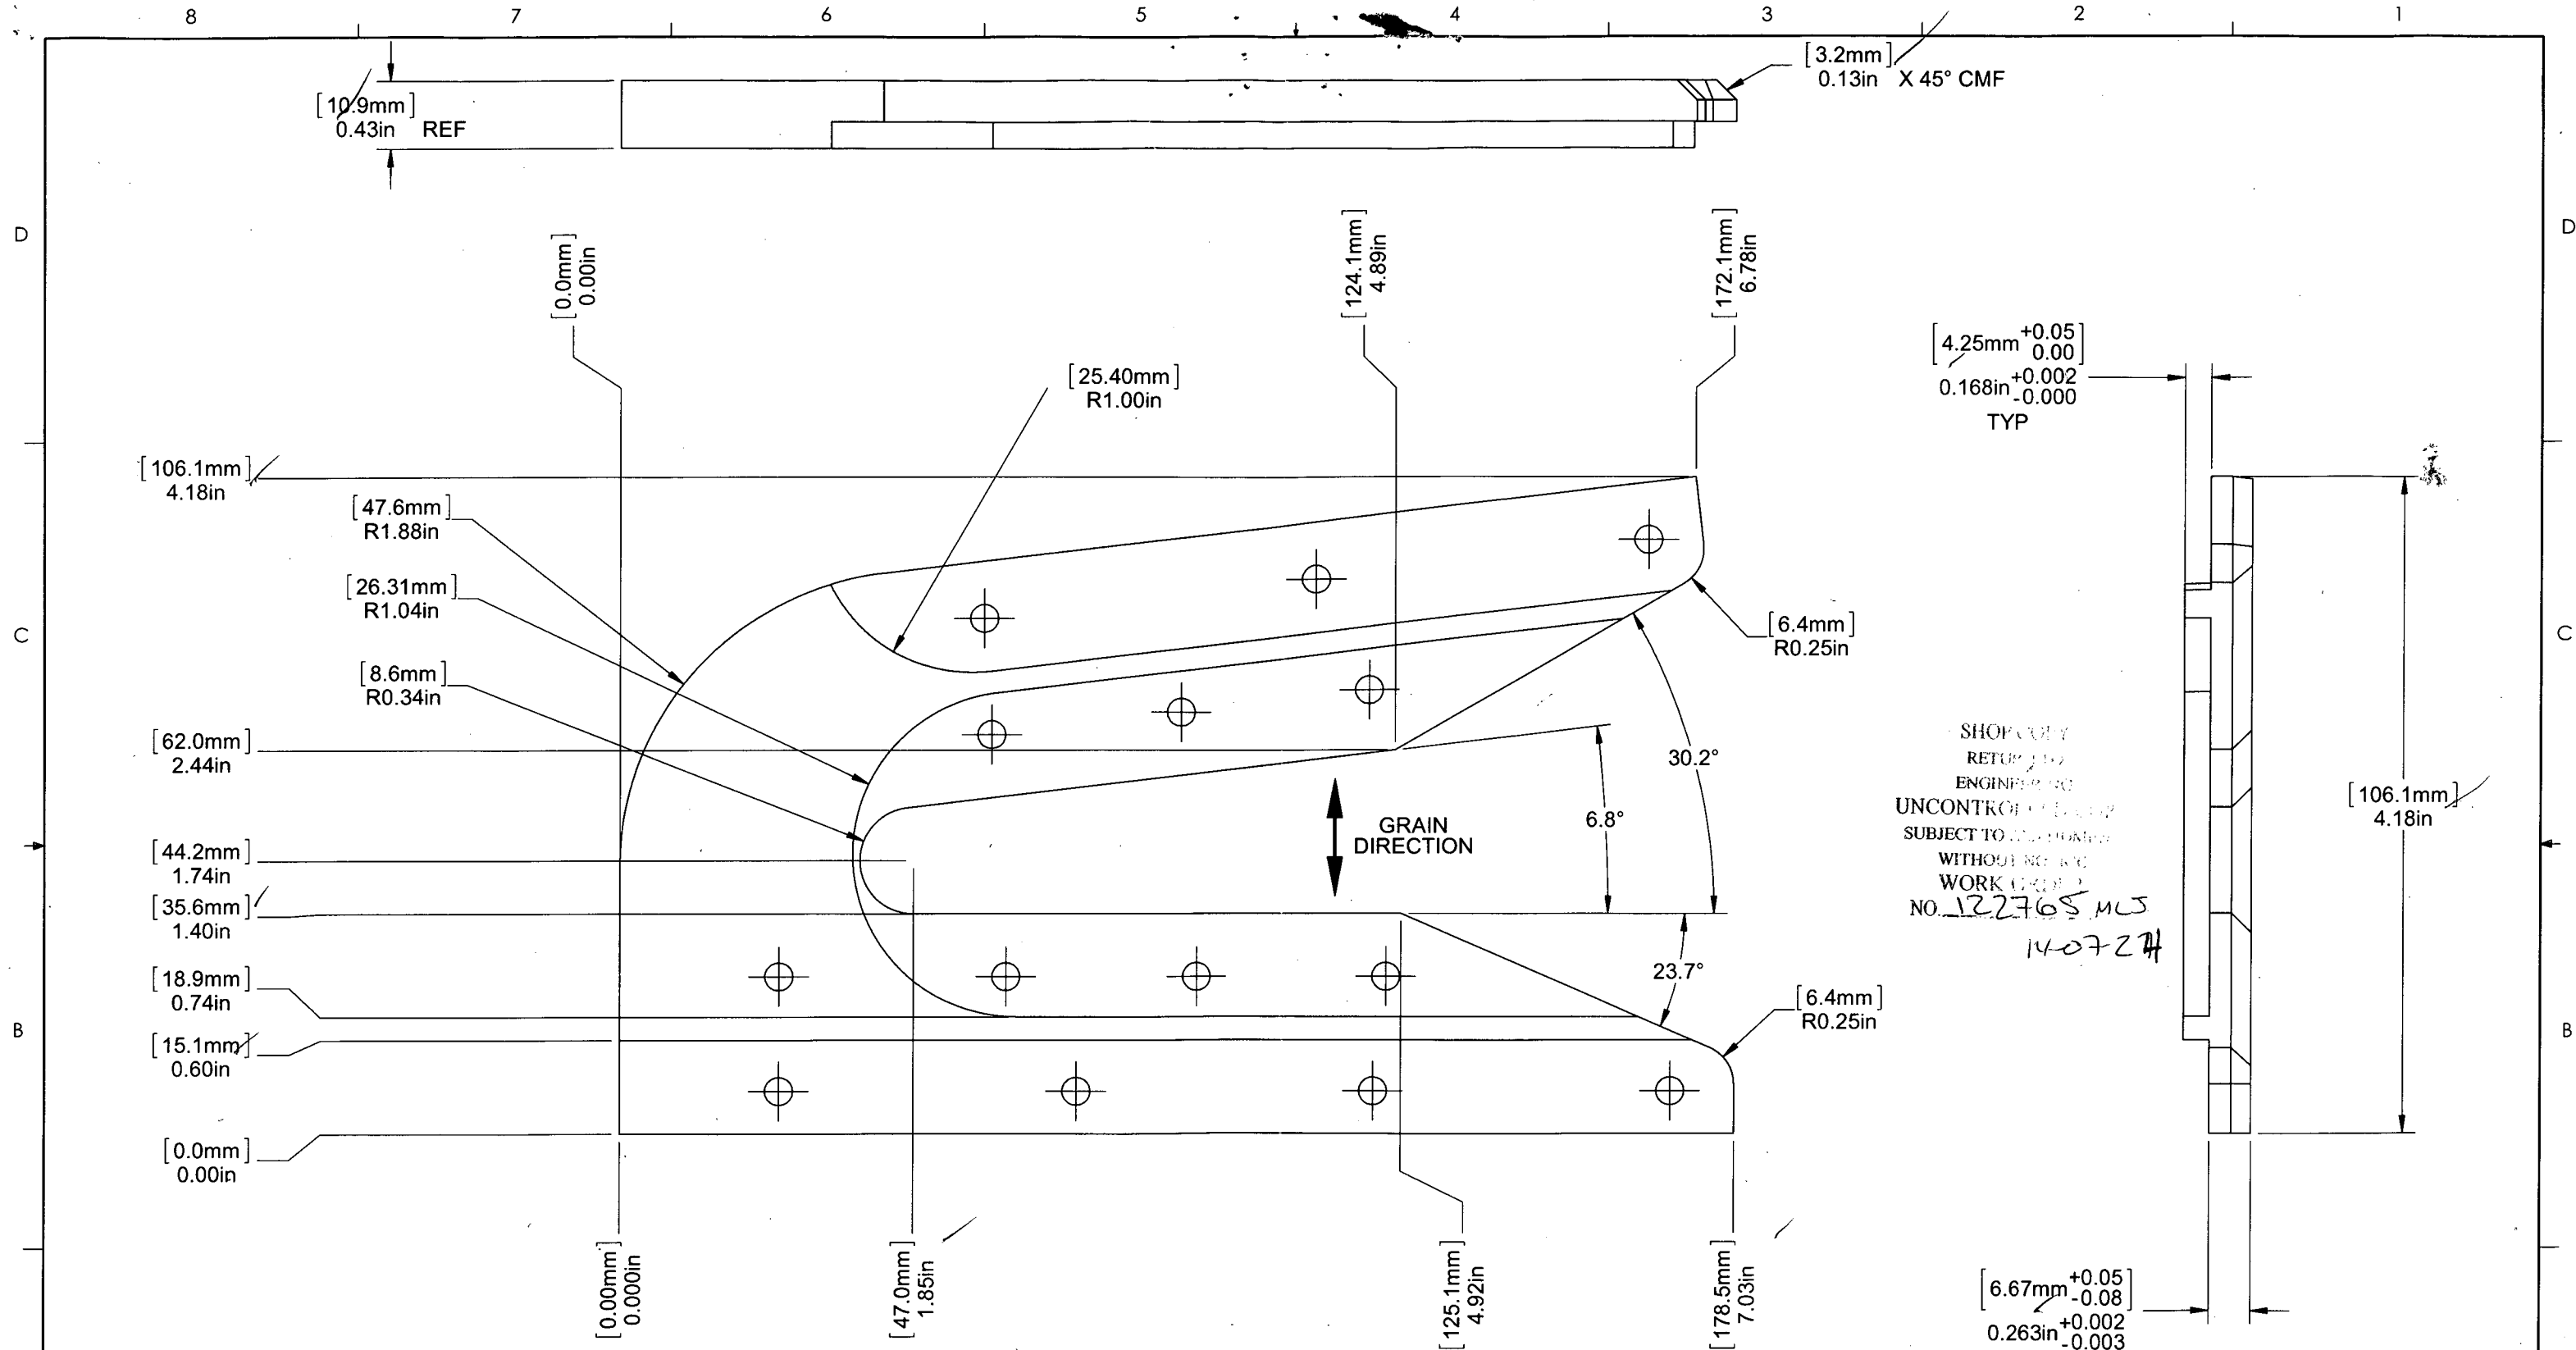 8 7 6 5 4 3 2 1
[3.2mm]
0.13in X 45° CMF
[10.9mm]
0.43in REF
D D
[0.0mm]
0.00in
[124.1mm]
4.89in
[172.1mm]
6.78in
[4.25mm +0.05 0.00]
0.168in +0.002 -0.000
TYP
[25.40mm]
R1.00in
[106.1mm]
4.18in
[47.6mm]
R1.88in
[26.31mm]
R1.04in
C C
[6.4mm]
R0.25in
[8.6mm]
R0.34in
[62.0mm]
2.44in
30.2°
6.8°
GRAIN
DIRECTION
SHOP COPY
ENGINEERING
SUBJECT TO
WITHOUT
WORK
NO. 122765 MLJ
14-07-24
[106.1mm]
4.18in
[44.2mm]
1.74in
[35.6mm]
1.40in
[18.9mm]
0.74in
23.7°
[6.4mm]
R0.25in
B B
[15.1mm]
0.60in
[0.0mm]
0.00in
[0.00mm]
0.000in
[47.0mm]
1.85in
[125.1mm]
4.92in
[178.5mm]
7.03in
[6.67mm +0.05 -0.08]
0.263in +0.002 -0.003